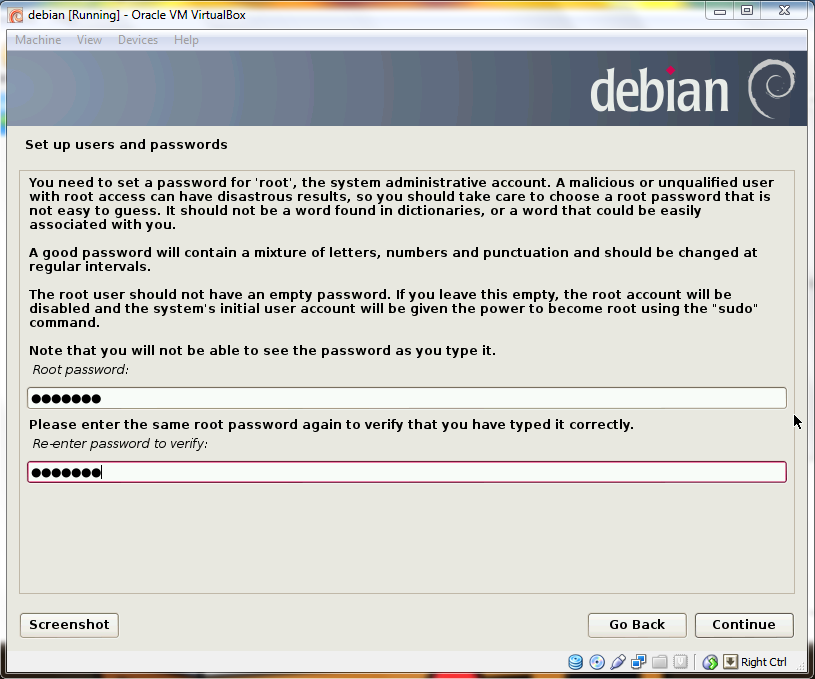 debian [Running] - Oracle VM VirtualBox
Machine View Devices Help
debian
Set up users and passwords
You need to set a password for 'root', the system administrative account. A malicious or unqualified user
with root access can have disastrous results, so you should take care to choose a root password that is
not easy to guess. It should not be a word found in dictionaries, or a word that could be easily
associated with you.
A good password will contain a mixture of letters, numbers and punctuation and should be changed at
regular intervals.
The root user should not have an empty password. If you leave this empty, the root account will be
disabled and the system's initial user account will be given the power to become root using the "sudo"
command.
Note that you will not be able to see the password as you type it.
Root password:
●●●●●●●
Please enter the same root password again to verify that you have typed it correctly.
Re-enter password to verify:
●●●●●●●
Screenshot Go Back Continue
Right Ctrl